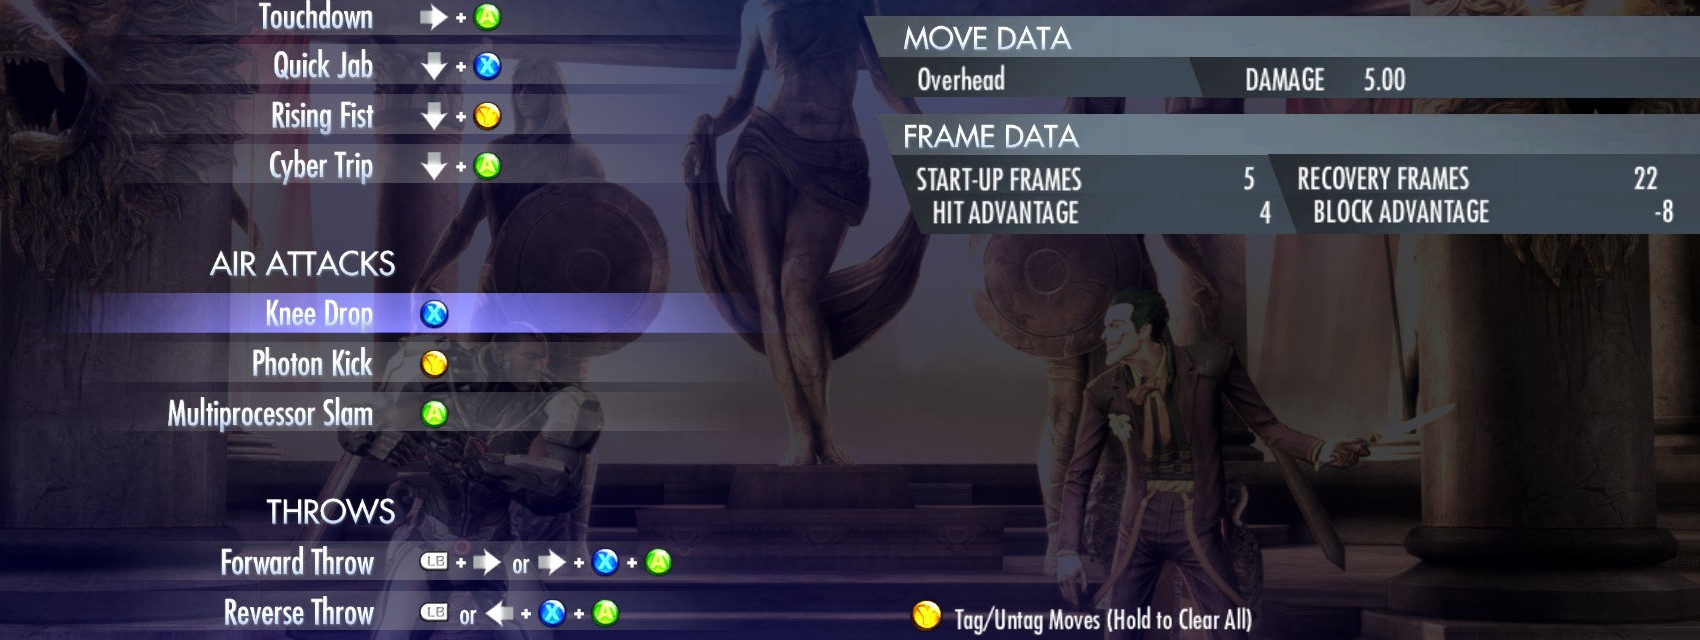 Touchdown + A
Quick Jab + X
Rising Fist + Y
Cyber Trip + A
AIR ATTACKS
Knee Drop X
Photon Kick Y
Multiprocessor Slam A
THROWS
Forward Throw LB + or + X + A
Reverse Throw LB or + X + A
MOVE DATA
Overhead DAMAGE 5.00
FRAME DATA
START-UP FRAMES 5 RECOVERY FRAMES 22
HIT ADVANTAGE 4 BLOCK ADVANTAGE -8
Y Tag/Untag Moves (Hold to Clear All)